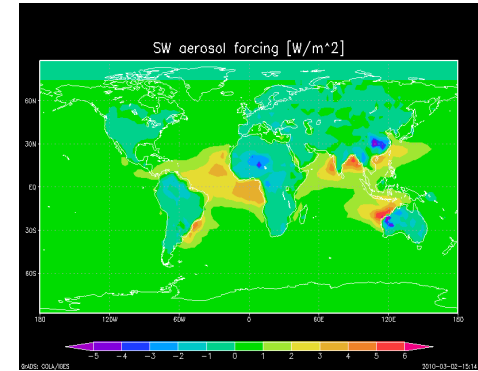 SW aerosol forcing [W/m^2]
60N
30N
EQ
30S
60S
180 120W 60W 0 60E 120E 180
-5 -4 -3 -2 -1 0 1 2 3 4 5 6
GrADS: COLA/IGES 2010-03-02-15:14